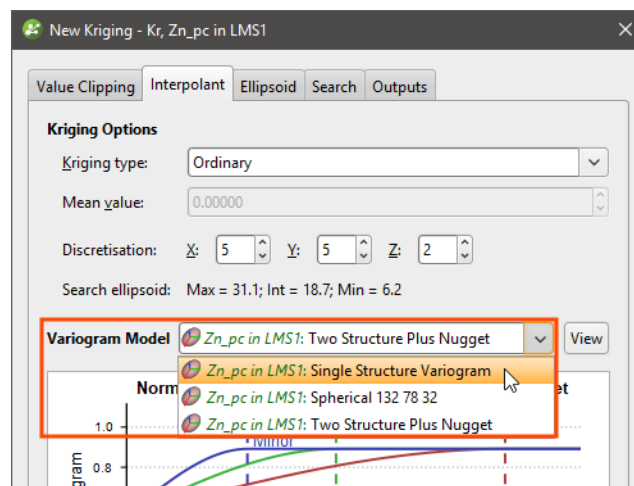 New Kriging - Kr, Zn_pc in LMS1
Value Clipping Interpolant Ellipsoid Search Outputs
Kriging Options
Kriging type: Ordinary
Mean value: 0.00000
Discretisation: X: 5 Y: 5 Z: 2
Search ellipsoid: Max = 31.1; Int = 18.7; Min = 6.2
Variogram Model Zn_pc in LMS1: Two Structure Plus Nugget View
Zn_pc in LMS1: Single Structure Variogram
Zn_pc in LMS1: Spherical 132 78 32
Zn_pc in LMS1: Two Structure Plus Nugget
1.0
0.8